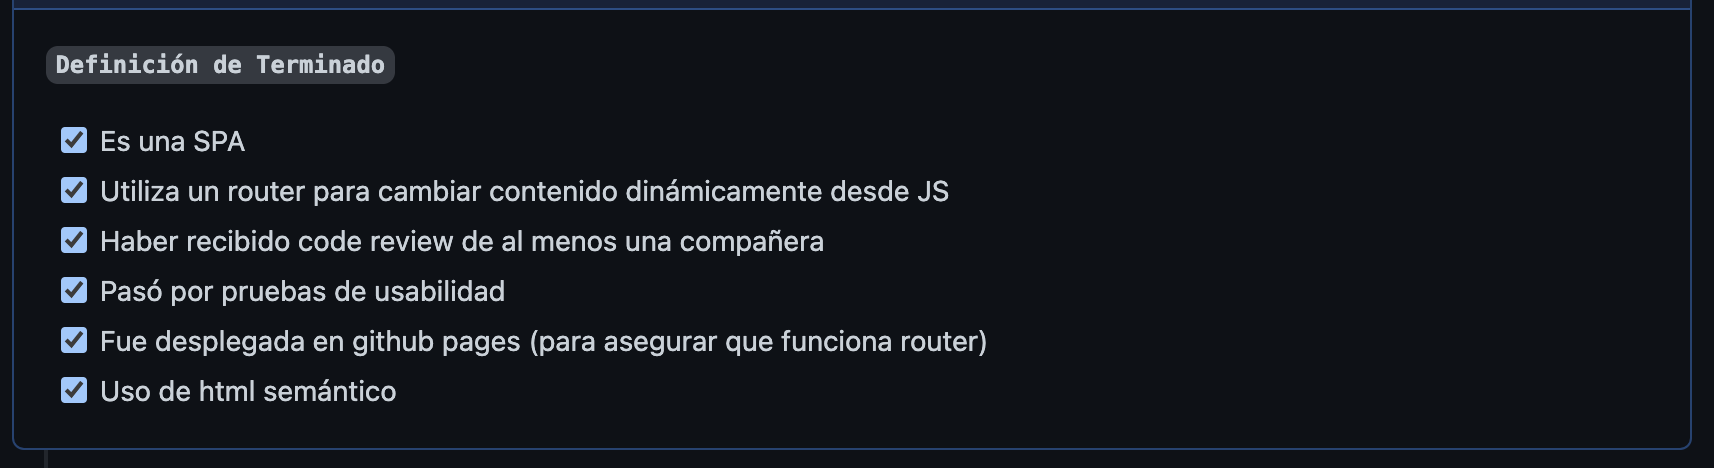 Definición de Terminado
Es una SPA
Utiliza un router para cambiar contenido dinámicamente desde JS
Haber recibido code review de al menos una compañera
Pasó por pruebas de usabilidad
Fue desplegada en github pages (para asegurar que funciona router)
Uso de html semántico